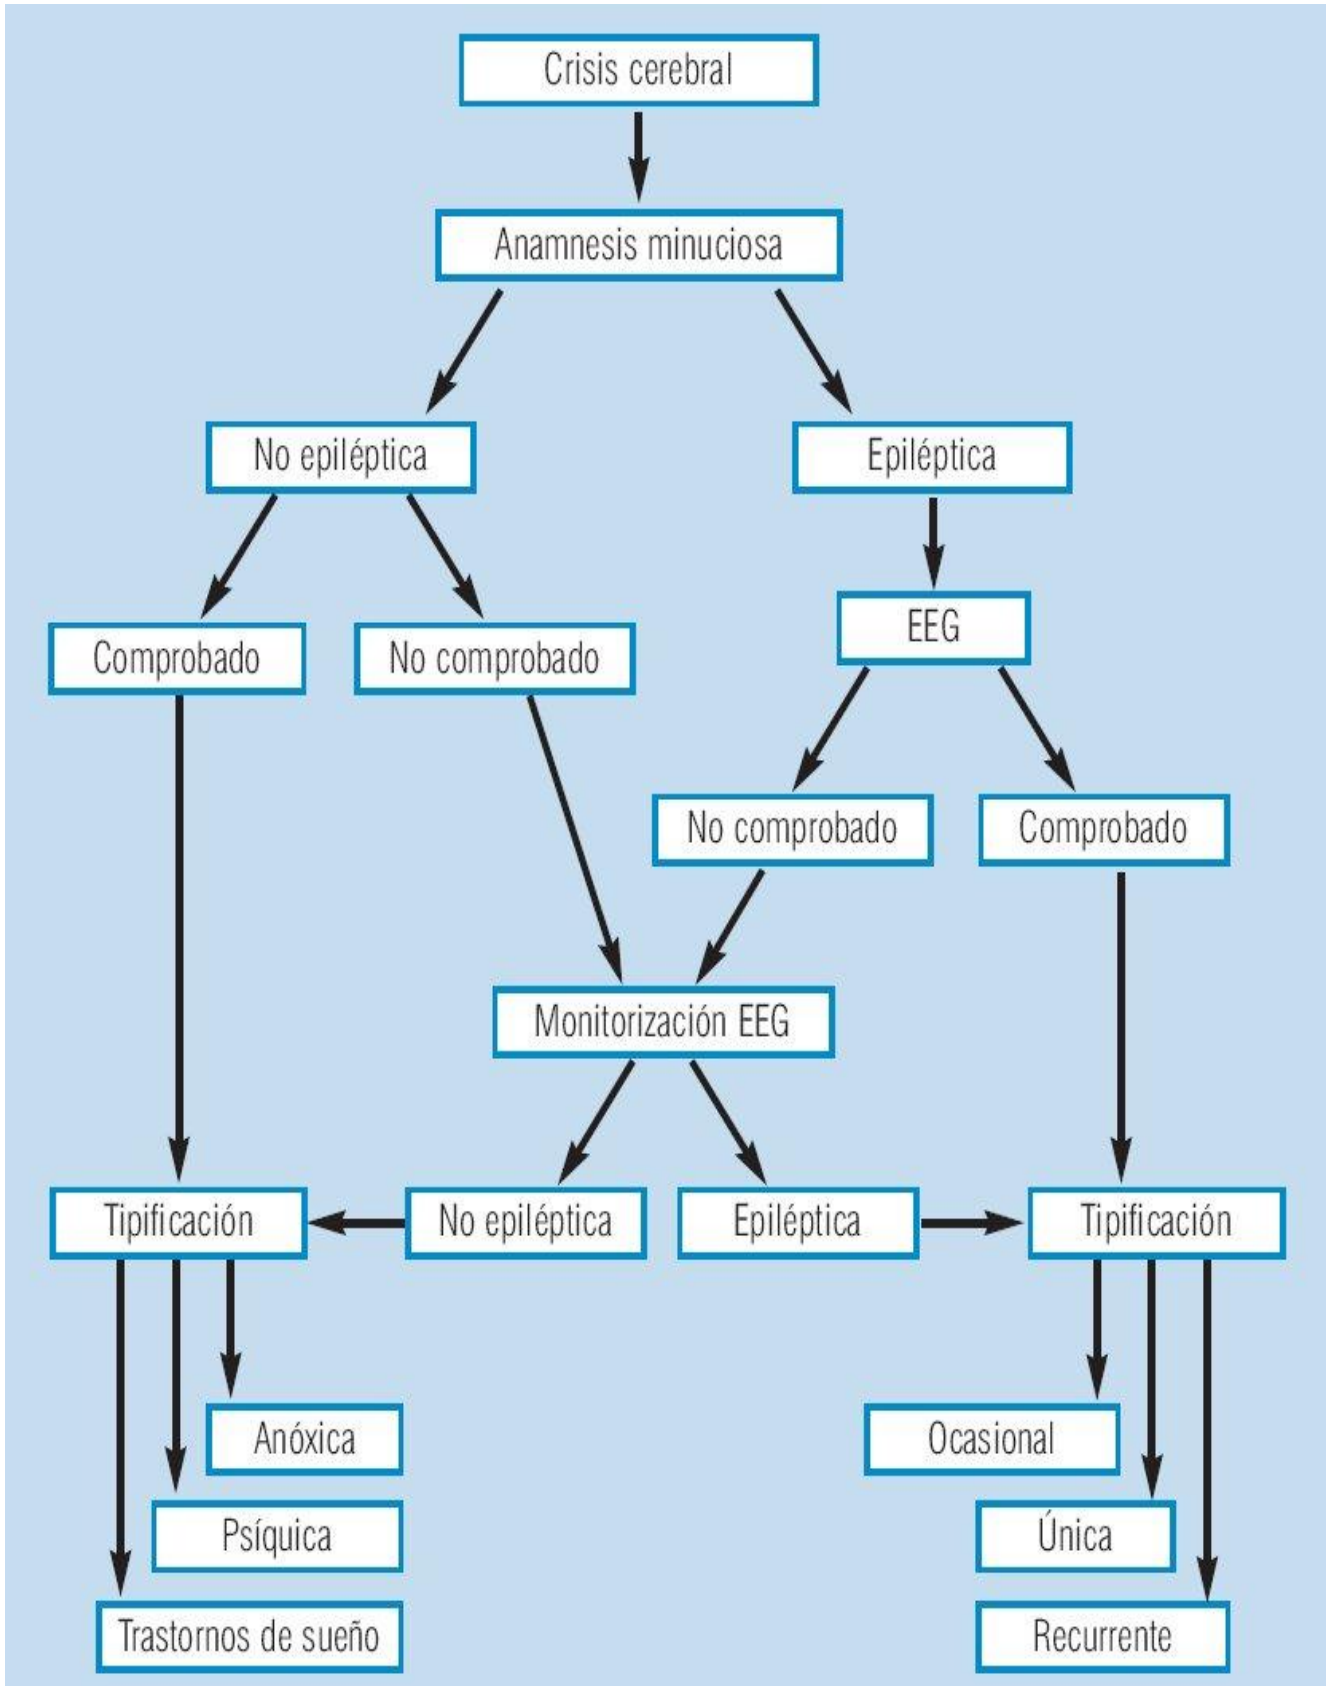 Crisis cerebral
Anamnesis minuciosa
No epiléptica
Epiléptica
EEG
Comprobado
No comprobado
No comprobado
Comprobado
Monitorización EEG
Tipificación
No epiléptica
Epiléptica
Tipificación
Anóxica
Ocasional
Psíquica
Única
Trastornos de sueño
Recurrente